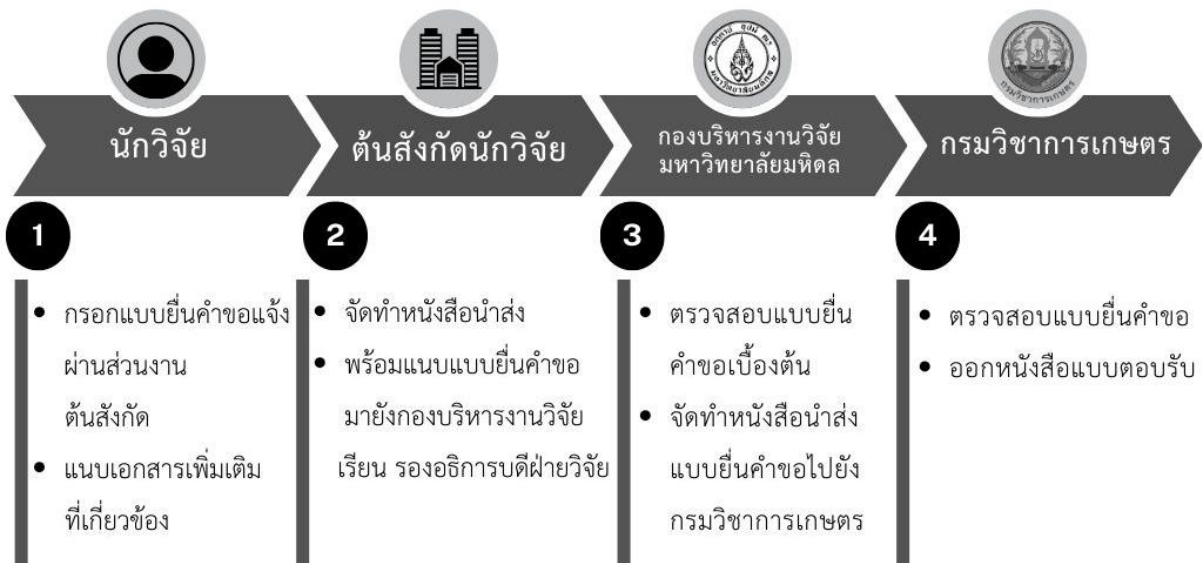 นักวิจัย
ต้นสังกัดนักวิจัย
กองบริหารงานวิจัย
มหาวิทยาลัยมหิดล
กรมวิชาการเกษตร
กรมวิชาการเกษตร
1
• กรอกแบบยื่นคำขอแจ้ง
ผ่านส่วนงาน
ต้นสังกัด
• แนบเอกสารเพิ่มเติม
ที่เกี่ยวข้อง
2
• จัดทำหนังสือนำส่ง
• พร้อมแนบแบบยื่นคำขอ
มายังกองบริหารงานวิจัย
เรียน รองอธิการบดีฝ่ายวิจัย
3
• ตรวจสอบแบบยื่น
คำขอเบื้องต้น
• จัดทำหนังสือนำส่ง
แบบยื่นคำขอไปยัง
กรมวิชาการเกษตร
4
• ตรวจสอบแบบยื่นคำขอ
• ออกหนังสือแบบตอบรับ